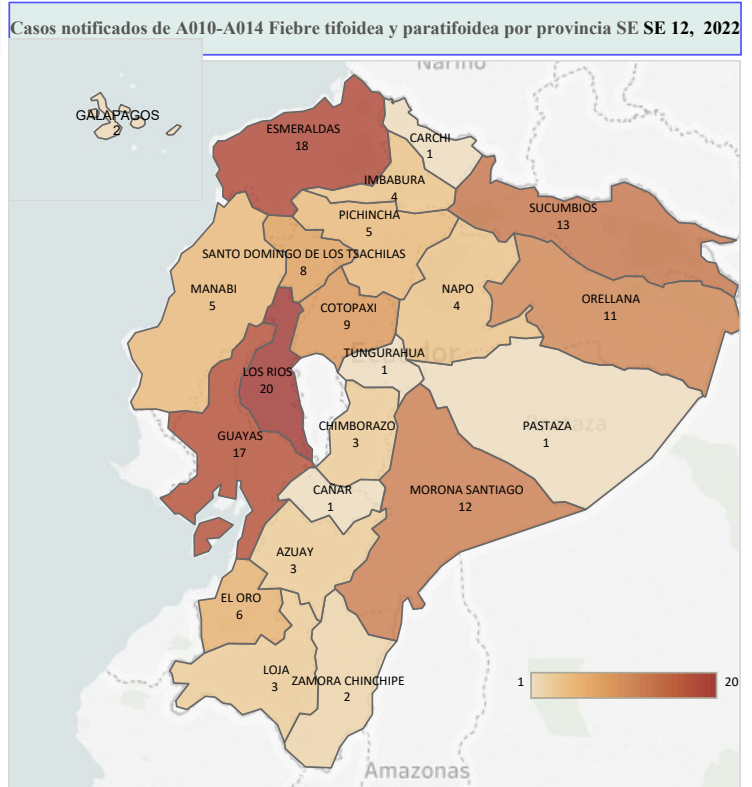 Casos notificados de A010-A014 Fiebre tifoidea y paratifoidea por provincia SE SE 12, 2022
Nariño
GALAPAGOS
2
ESMERALDAS
18
CARCHI
1
IMBABURA
4
SUCUMBIOS
13
PICHINCHA
5
SANTO DOMINGO DE LOS TSACHILAS
8
MANABI
5
NAPO
4
ORELLANA
11
COTOPAXI
9
TUNGURAHUA
1
Ecuador
LOS RIOS
20
GUAYAS
17
CHIMBORAZO
3
PASTAZA
1
Pastaza
CAÑAR
1
MORONA SANTIAGO
12
AZUAY
3
EL ORO
6
LOJA
3
ZAMORA CHINCHIPE
2
1
20
Amazonas